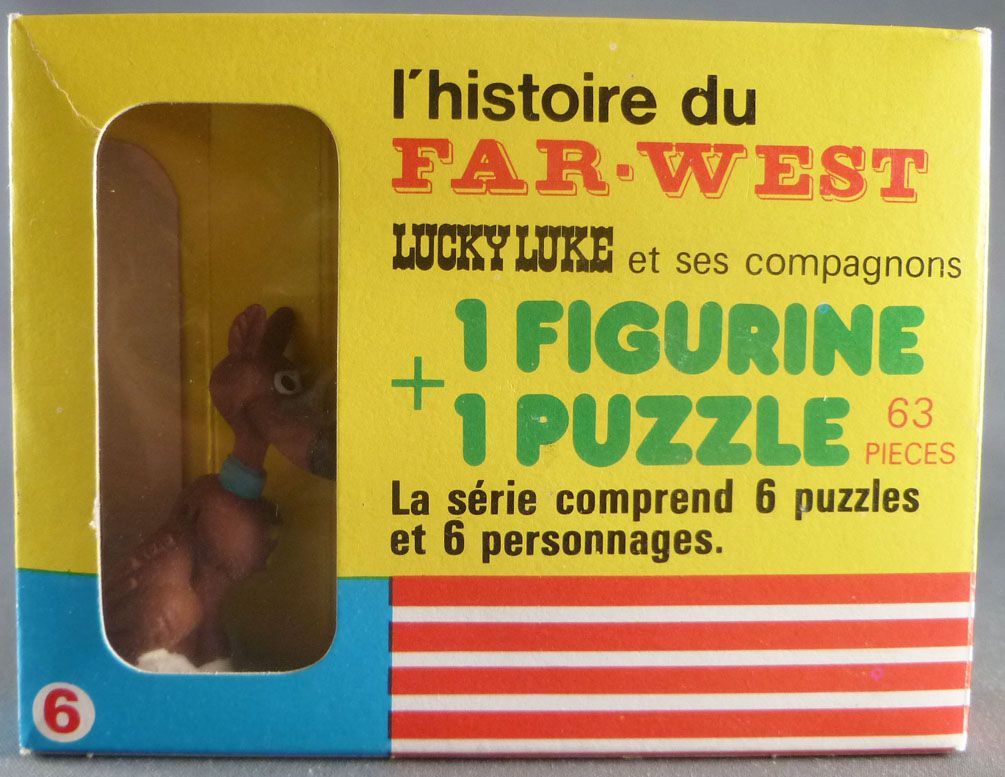 l'histoire du
FAR·WEST
LUCKY LUKE et ses compagnons
1 FIGURINE
+
1 PUZZLE 63 PIECES
La série comprend 6 puzzles
et 6 personnages.
6